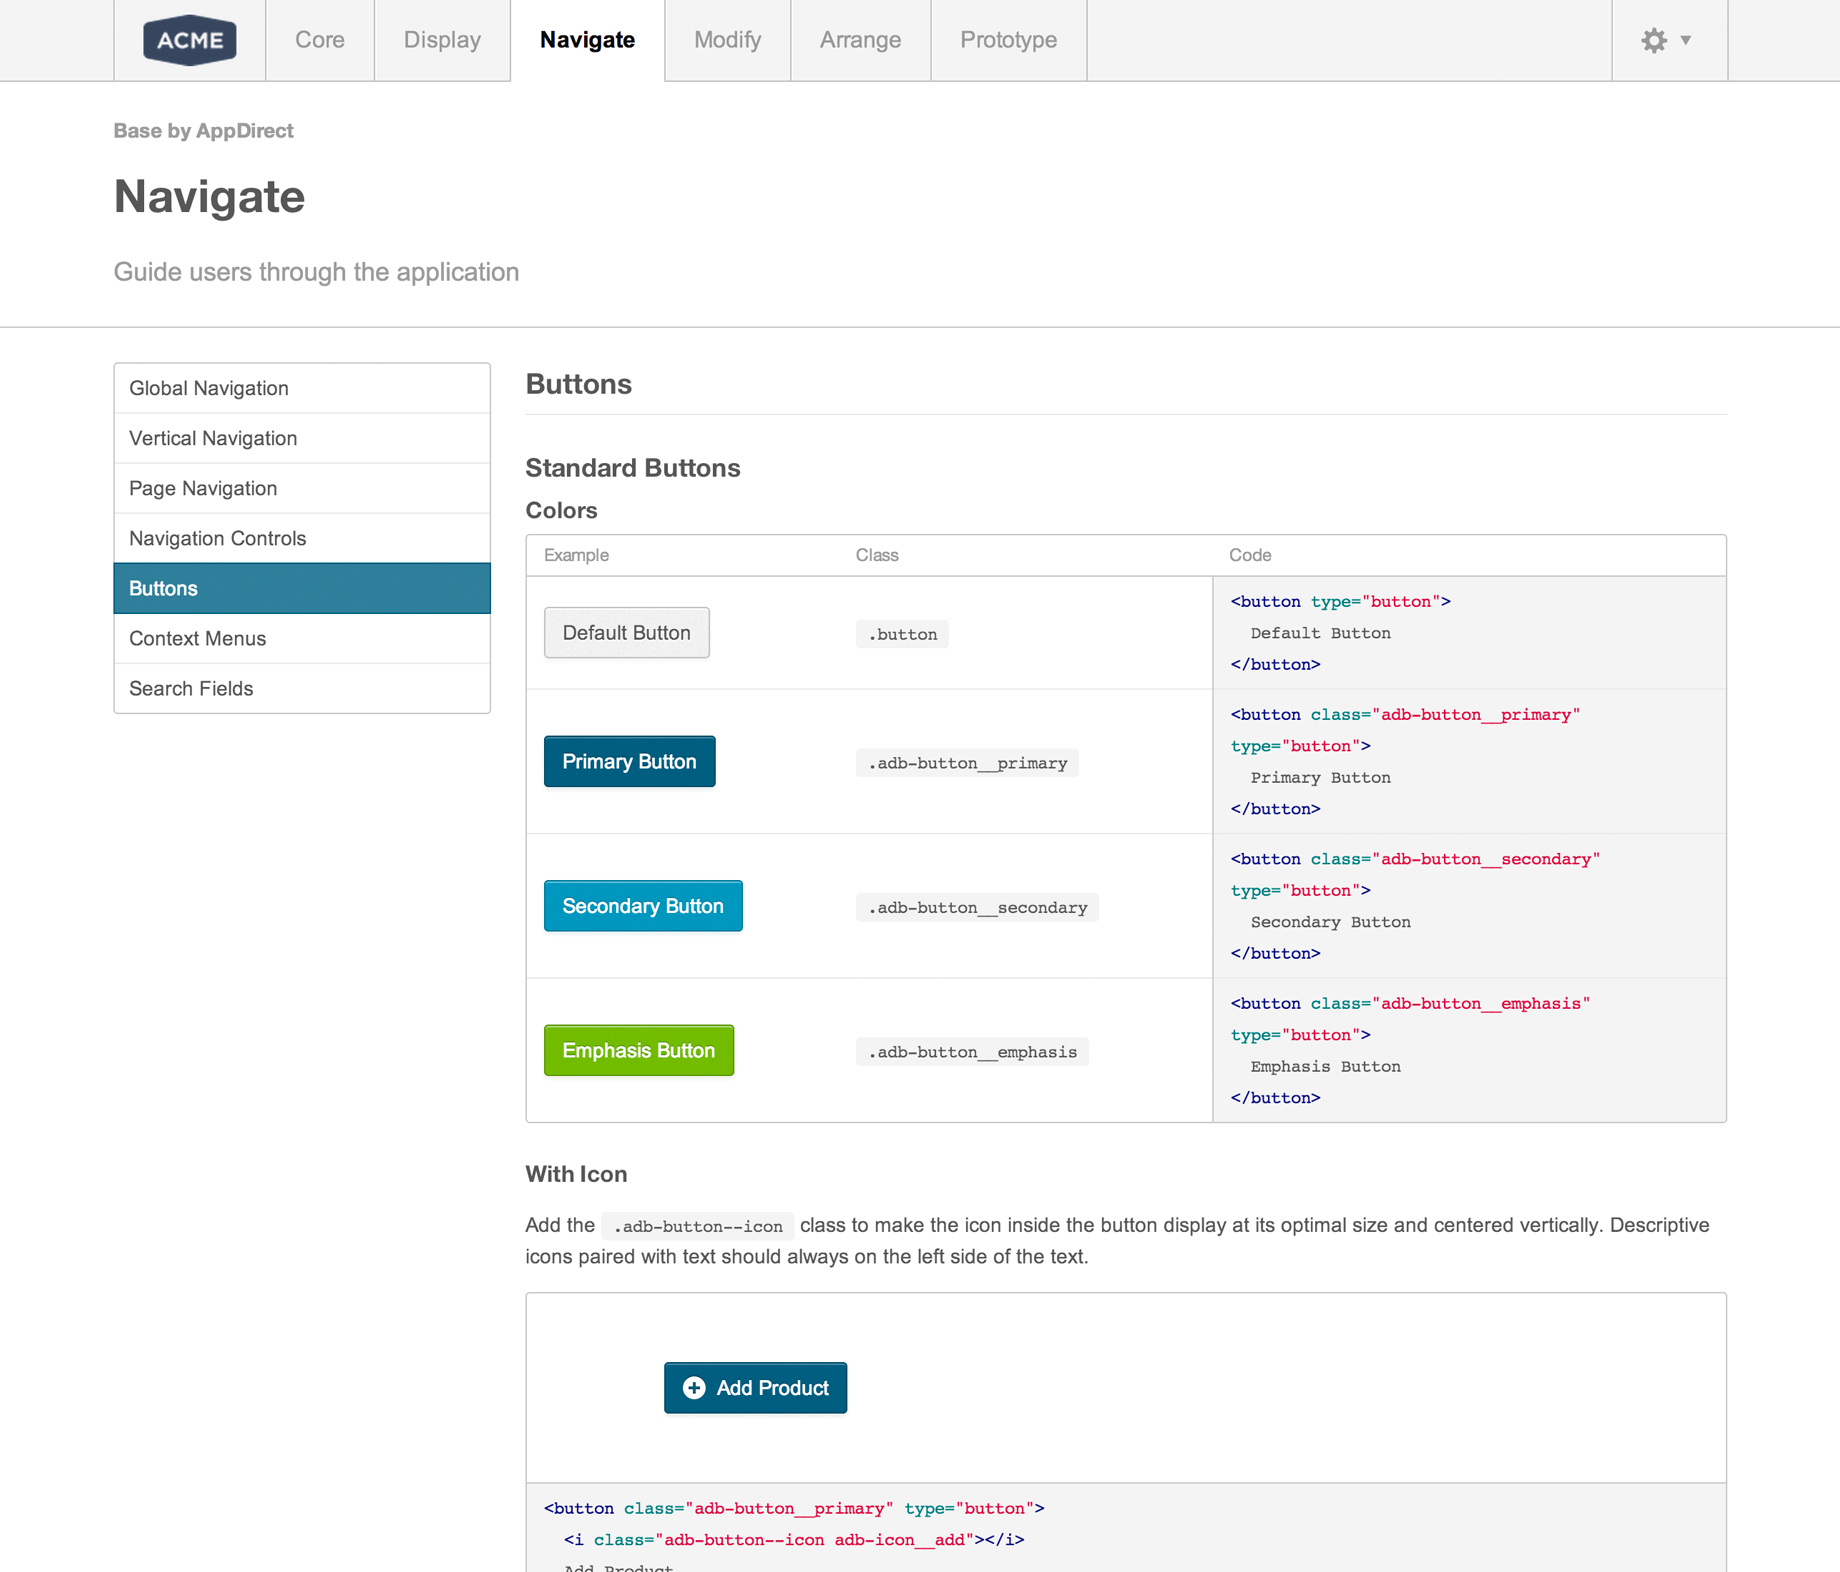 ACME
Core
Display
Navigate
Modify
Arrange
Prototype
Base by AppDirect
Navigate
Guide users through the application
Global Navigation
Vertical Navigation
Page Navigation
Navigation Controls
Buttons
Context Menus
Search Fields
Buttons
Standard Buttons
Colors
Example Class Code
Default Button
.button
<button type="button">
Default Button
</button>
Primary Button
.adb-button__primary
<button class="adb-button__primary"
type="button">
Primary Button
</button>
Secondary Button
.adb-button__secondary
<button class="adb-button__secondary"
type="button">
Secondary Button
</button>
Emphasis Button
.adb-button__emphasis
<button class="adb-button__emphasis"
type="button">
Emphasis Button
</button>
With Icon
Add the .adb-button--icon class to make the icon inside the button display at its optimal size and centered vertically. Descriptive
icons paired with text should always on the left side of the text.
Add Product
<button class="adb-button__primary" type="button">
<i class="adb-button--icon adb-icon__add"></i>
Add Product